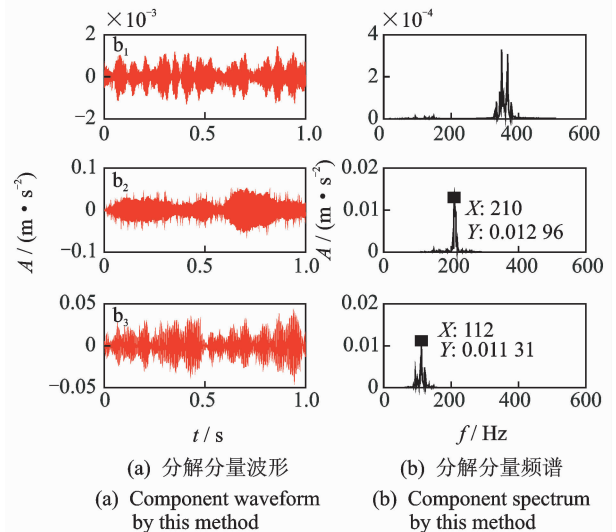 ×10⁻³
×10⁻⁴
2
0
−2
b₁
0
0.5
1.0
4
2
0
0
200
400
600
A / (m · s⁻²)
0.1
0
−0.1
b₂
0
0.5
1.0
A / (m · s⁻²)
0.02
0.01
0
X: 210
Y: 0.012 96
0
200
400
600
0.05
0
−0.05
b₃
0
0.5
1.0
t / s
0.02
0.01
0
X: 112
Y: 0.011 31
0
200
400
600
f / Hz
(a) 分解分量波形
(b) 分解分量频谱
(a) Component waveform
by this method
(b) Component spectrum
by this method